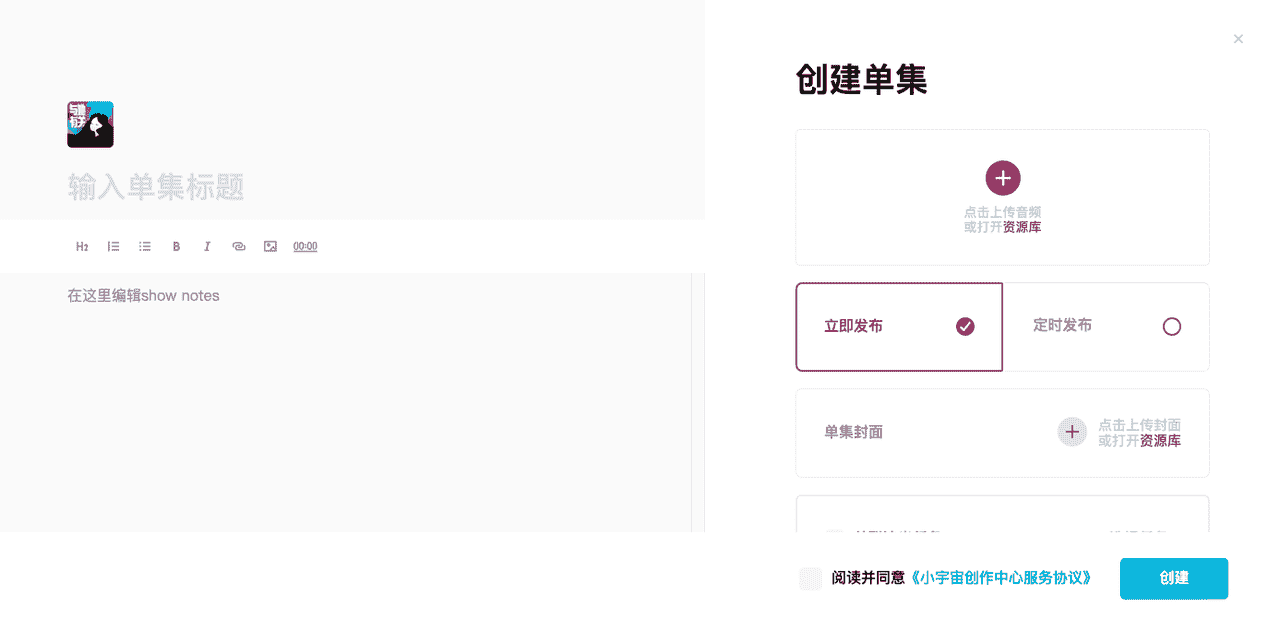 创建单集
输入单集标题
H2 B I 00:00
在这里编辑show notes
点击上传音频
或打开资源库
立即发布
定时发布
单集封面
点击上传封面
或打开资源库
阅读并同意《小宇宙创作中心服务协议》
创建